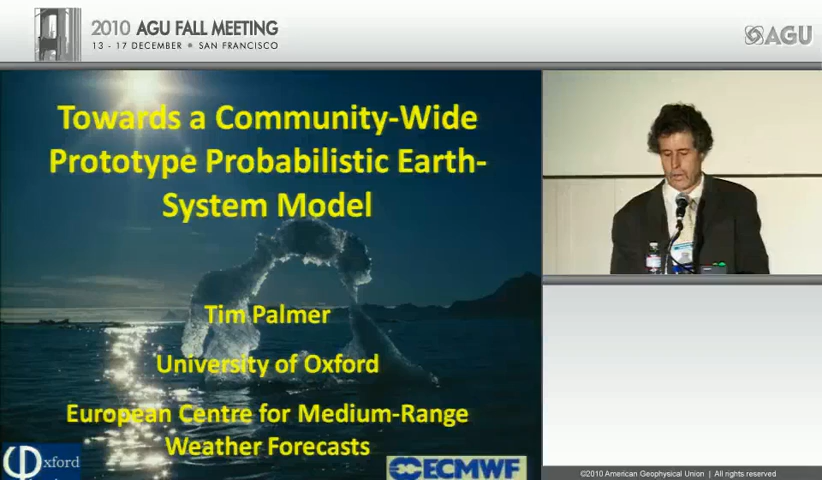 2010 AGU FALL MEETING
13 - 17 DECEMBER * SAN FRANCISCO
AGU
Towards a Community-Wide
Prototype Probabilistic Earth-
System Model
Tim Palmer
University of Oxford
European Centre for Medium-Range
Weather Forecasts
Oxford
ECMWF
©2010 American Geophysical Union | All rights reserved